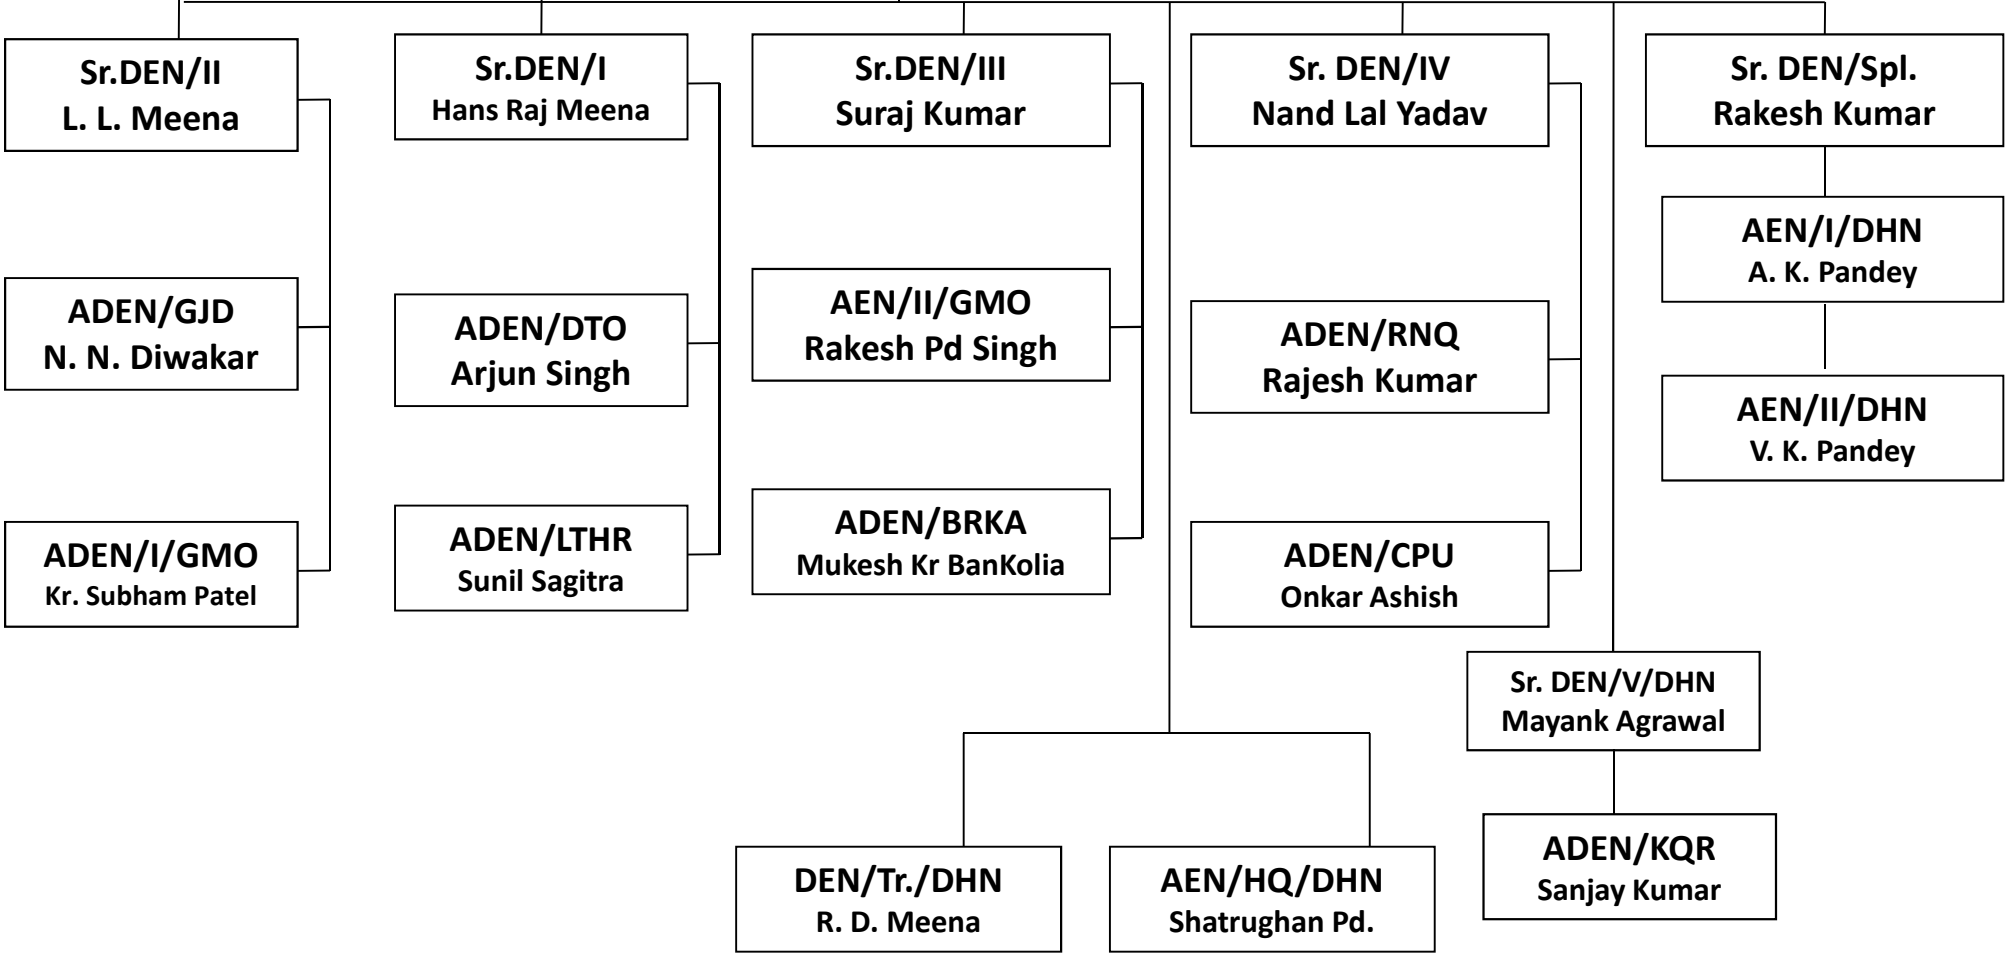 Sr.DEN/II
L. L. Meena
Sr.DEN/I
Hans Raj Meena
Sr.DEN/III
Suraj Kumar
Sr. DEN/IV
Nand Lal Yadav
Sr. DEN/Spl.
Rakesh Kumar
AEN/I/DHN
A. K. Pandey
ADEN/GJD
N. N. Diwakar
ADEN/DTO
Arjun Singh
AEN/II/GMO
Rakesh Pd Singh
ADEN/RNQ
Rajesh Kumar
AEN/II/DHN
V. K. Pandey
ADEN/I/GMO
Kr. Subham Patel
ADEN/LTHR
Sunil Sagitra
ADEN/BRKA
Mukesh Kr BanKolia
ADEN/CPU
Onkar Ashish
Sr. DEN/V/DHN
Mayank Agrawal
DEN/Tr./DHN
R. D. Meena
AEN/HQ/DHN
Shatrughan Pd.
ADEN/KQR
Sanjay Kumar